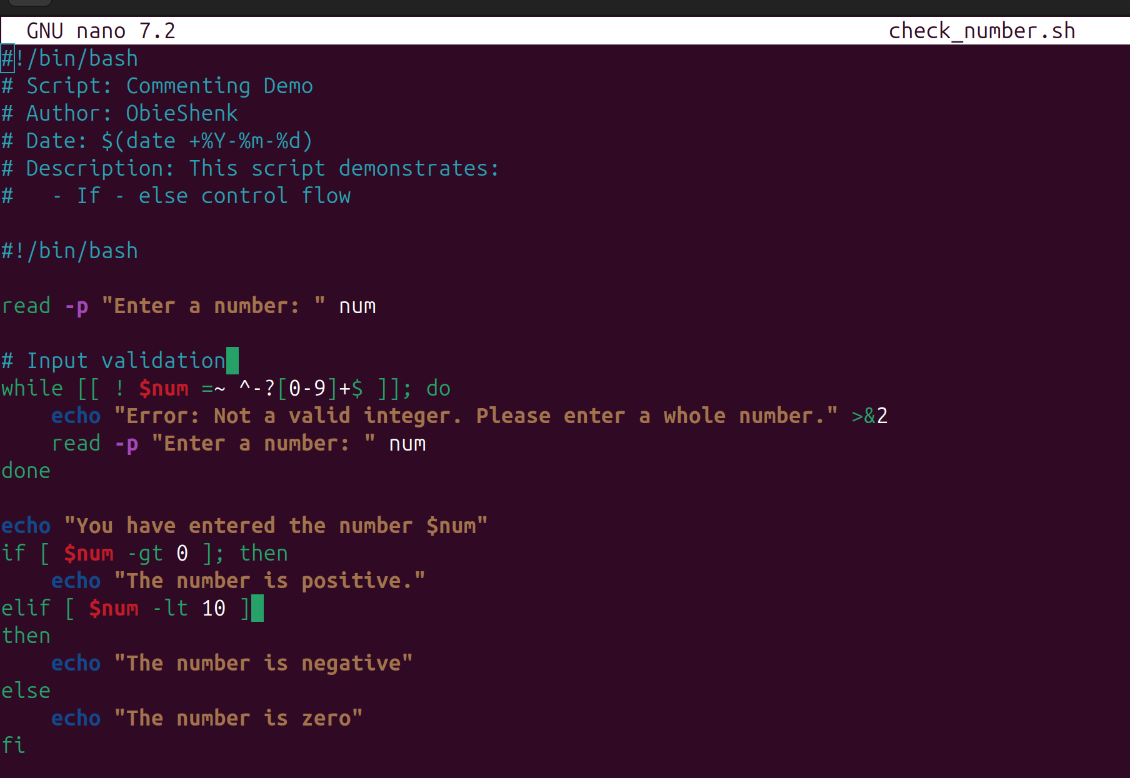 GNU nano 7.2 check_number.sh
#!/bin/bash
# Script: Commenting Demo
# Author: ObieShenk
# Date: $(date +%Y-%m-%d)
# Description: This script demonstrates:
#   - If - else control flow

#!/bin/bash

read -p "Enter a number: " num

# Input validation
while [[ ! $num =~ ^-?[0-9]+$ ]]; do
    echo "Error: Not a valid integer. Please enter a whole number." >&2
    read -p "Enter a number: " num
done

echo "You have entered the number $num"
if [ $num -gt 0 ]; then
    echo "The number is positive."
elif [ $num -lt 10 ]
then
    echo "The number is negative"
else
    echo "The number is zero"
fi